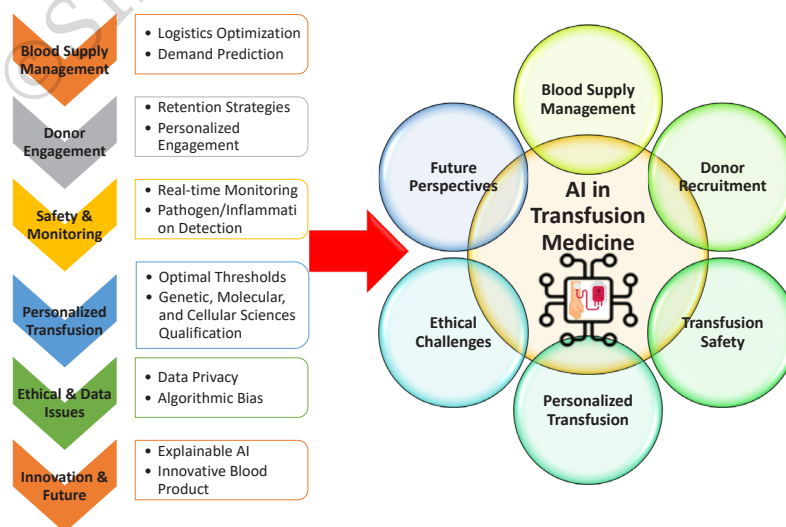 Blood Supply
Management
• Logistics Optimization
• Demand Prediction
Donor
Engagement
• Retention Strategies
• Personalized
Engagement
Safety &
Monitoring
• Real-time Monitoring
• Pathogen/Inflammati
on Detection
Personalized
Transfusion
• Optimal Thresholds
• Genetic, Molecular,
and Cellular Sciences
Qualification
Ethical & Data
Issues
• Data Privacy
• Algorithmic Bias
Innovation &
Future
• Explainable AI
• Innovative Blood
Product
AI in
Transfusion
Medicine
Blood Supply
Management
Donor
Recruitment
Transfusion
Safety
Personalized
Transfusion
Ethical
Challenges
Future
Perspectives